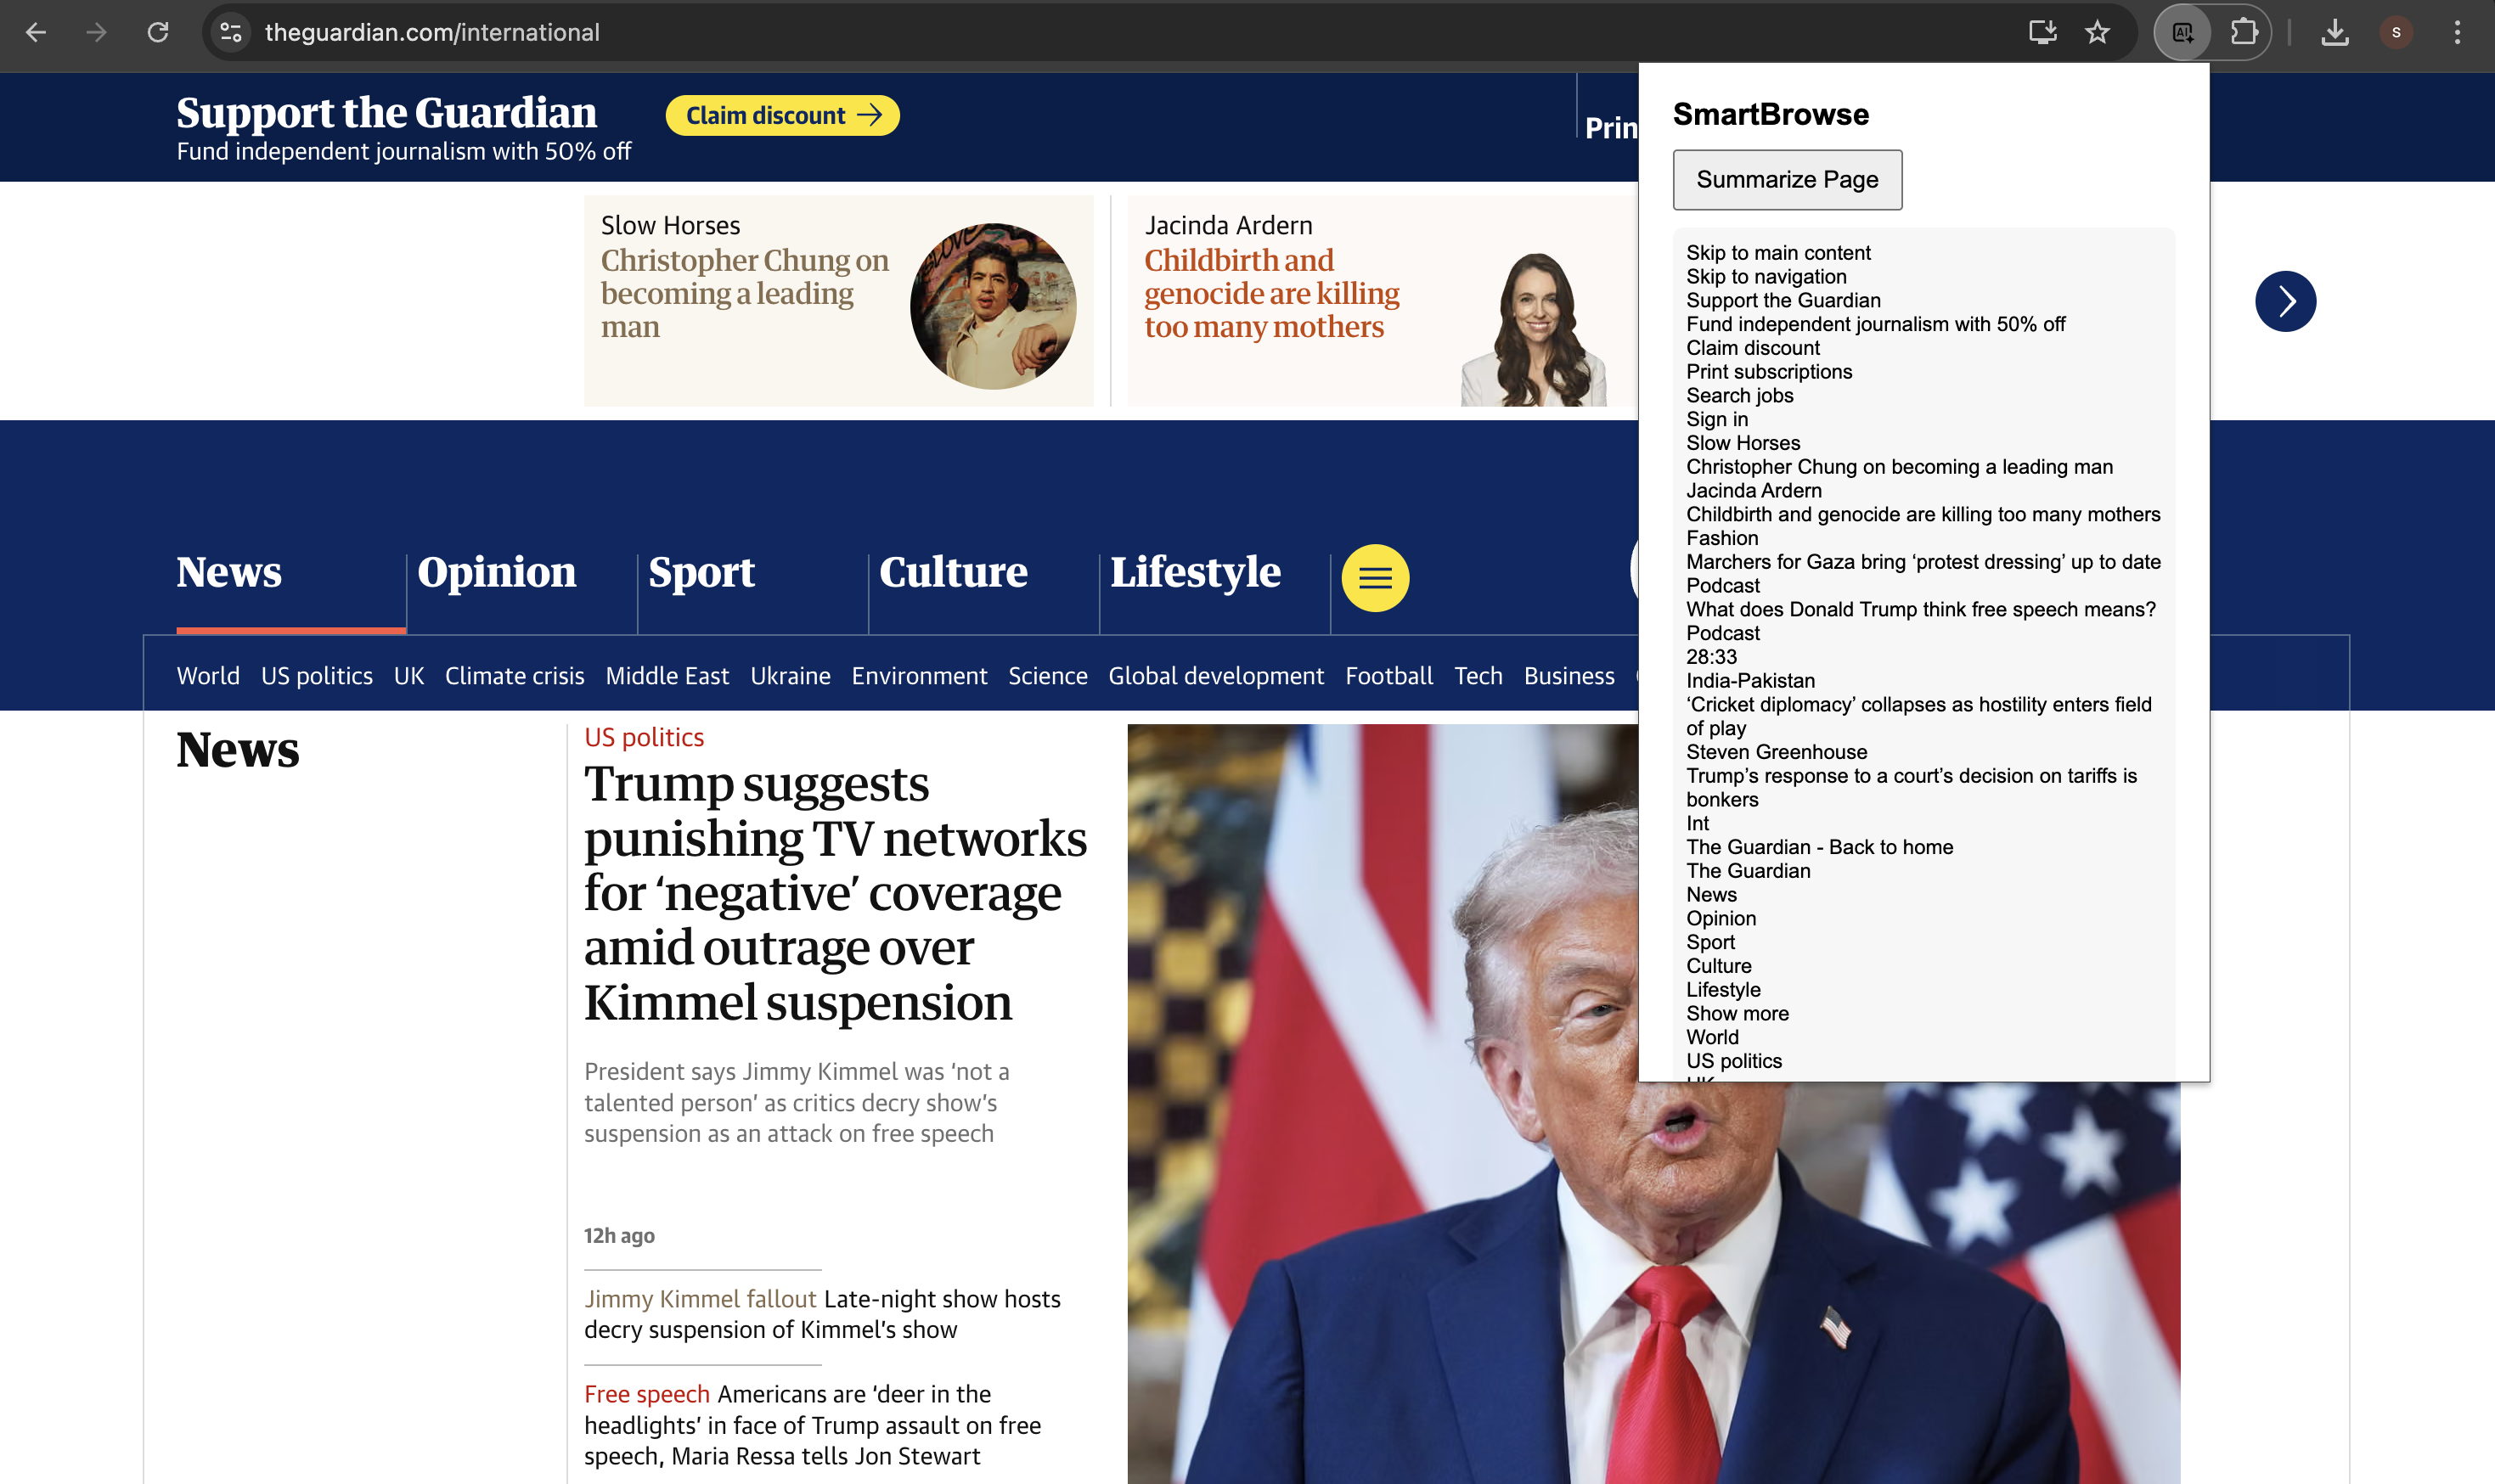 theguardian.com/international
AI
S
Support the Guardian
Fund independent journalism with 50% off
Claim discount
Prin
Slow Horses
Christopher Chung on
becoming a leading
man
Jacinda Ardern
Childbirth and
genocide are killing
too many mothers
News
Opinion
Sport
Culture
Lifestyle
World
US politics
UK
Climate crisis
Middle East
Ukraine
Environment
Science
Global development
Football
Tech
Business
News
US politics
Trump suggests
punishing TV networks
for ‘negative’ coverage
amid outrage over
Kimmel suspension
President says Jimmy Kimmel was ‘not a
talented person’ as critics decry show’s
suspension as an attack on free speech
12h ago
Jimmy Kimmel fallout Late-night show hosts
decry suspension of Kimmel’s show
Free speech Americans are ‘deer in the
headlights’ in face of Trump assault on free
speech, Maria Ressa tells Jon Stewart
SmartBrowse
Summarize Page
Skip to main content
Skip to navigation
Support the Guardian
Fund independent journalism with 50% off
Claim discount
Print subscriptions
Search jobs
Sign in
Slow Horses
Christopher Chung on becoming a leading man
Jacinda Ardern
Childbirth and genocide are killing too many mothers
Fashion
Marchers for Gaza bring ‘protest dressing’ up to date
Podcast
What does Donald Trump think free speech means?
Podcast
28:33
India-Pakistan
‘Cricket diplomacy’ collapses as hostility enters field
of play
Steven Greenhouse
Trump’s response to a court’s decision on tariffs is
bonkers
Int
The Guardian - Back to home
The Guardian
News
Opinion
Sport
Culture
Lifestyle
Show more
World
US politics